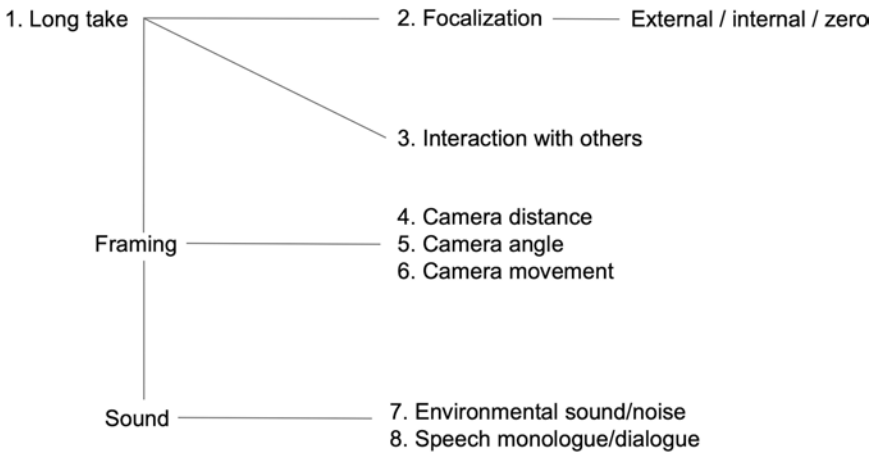 1. Long take
2. Focalization
External / internal / zero
3. Interaction with others
4. Camera distance
Framing
5. Camera angle
6. Camera movement
Sound
7. Environmental sound/noise
8. Speech monologue/dialogue